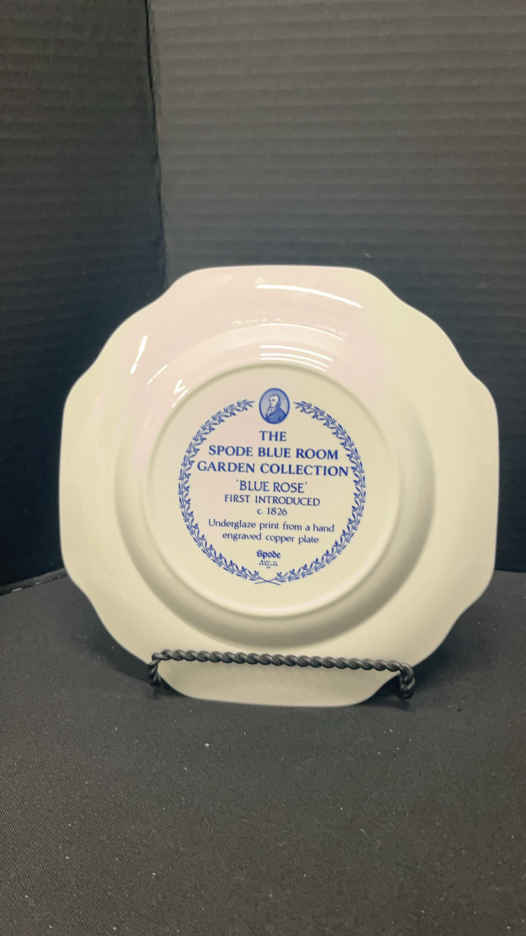 THE
SPODE BLUE ROOM
GARDEN COLLECTION
'BLUE ROSE'
FIRST INTRODUCED
c 1826
Underglaze print from a hand
engraved copper plate
Spode